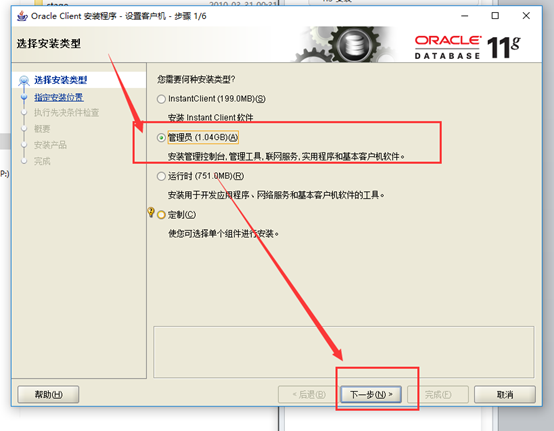 stage 2010-03-31 00:31
Oracle Client 安装程序 - 设置客户机 - 步骤 1/6
选择安装类型
ORACLE 11g
DATABASE
选择安装类型
指定安装位置
执行先决条件检查
概要
安装产品
完成
您需要何种安装类型?
InstantClient (199.0MB)(S)
安装 Instant Client 软件
管理员 (1.04GB)(A)
安装管理控制台, 管理工具, 联网服务, 实用程序和基本客户机软件。
运行时 (751.0MB)(R)
安装用于开发应用程序、网络服务和基本客户机软件的工具。
定制(C)
使您可选择单个组件进行安装。
P:)
帮助(H)
< 后退(B)
下一步(N) >
完成(F)
取消